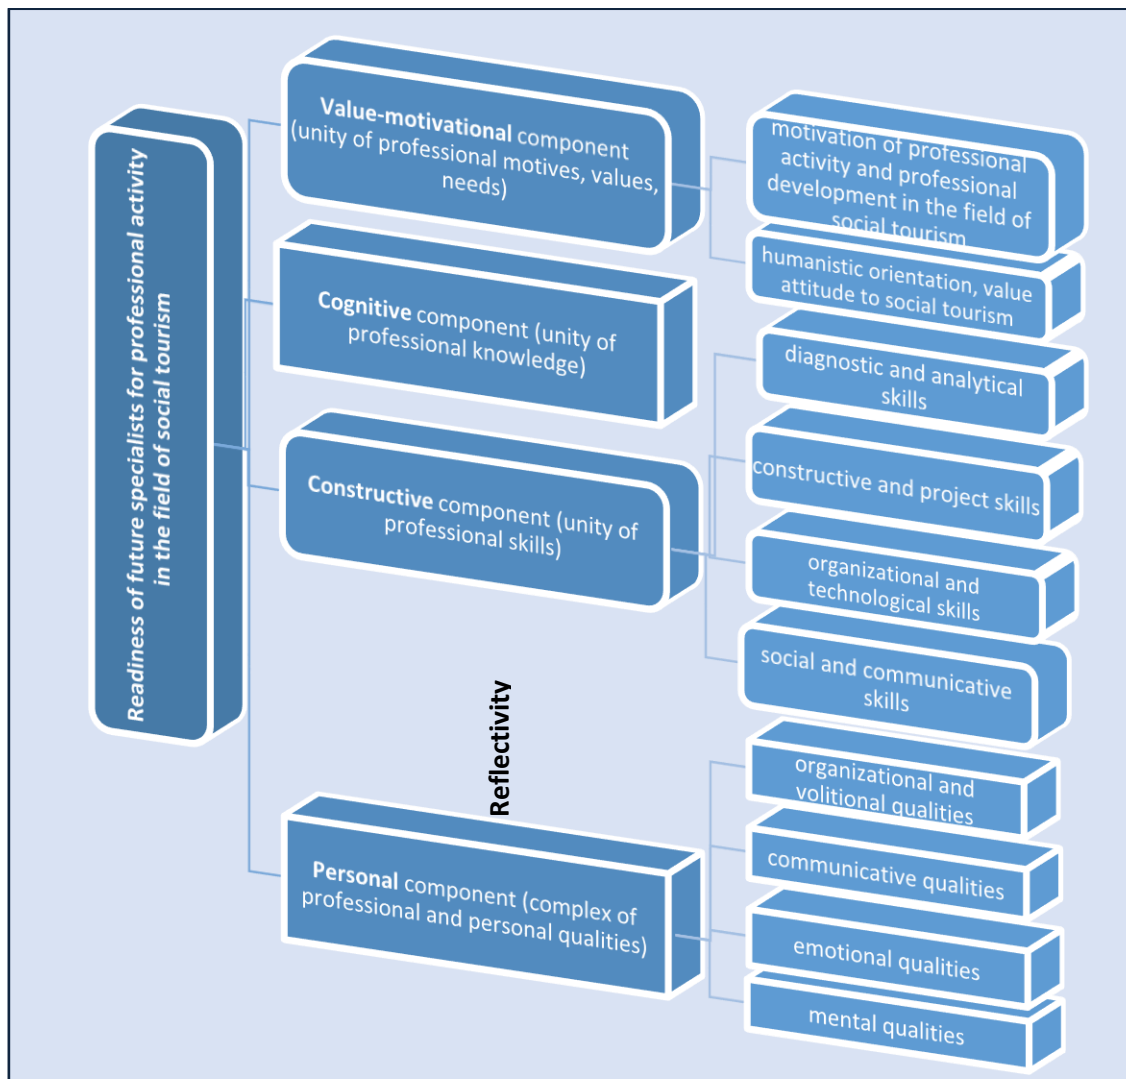 Readiness of future specialists for professional activity
in the field of social tourism
Value-motivational component
(unity of professional motives, values,
needs)
motivation of professional
activity and professional
development in the field of
social tourism
humanistic orientation, value
attitude to social tourism
Cognitive component (unity of
professional knowledge)
Constructive component (unity of
professional skills)
diagnostic and analytical
skills
constructive and project skills
organizational and
technological skills
social and communicative
skills
Reflectivity
Personal component (complex of
professional and personal qualities)
organizational and
volitional qualities
communicative qualities
emotional qualities
mental qualities